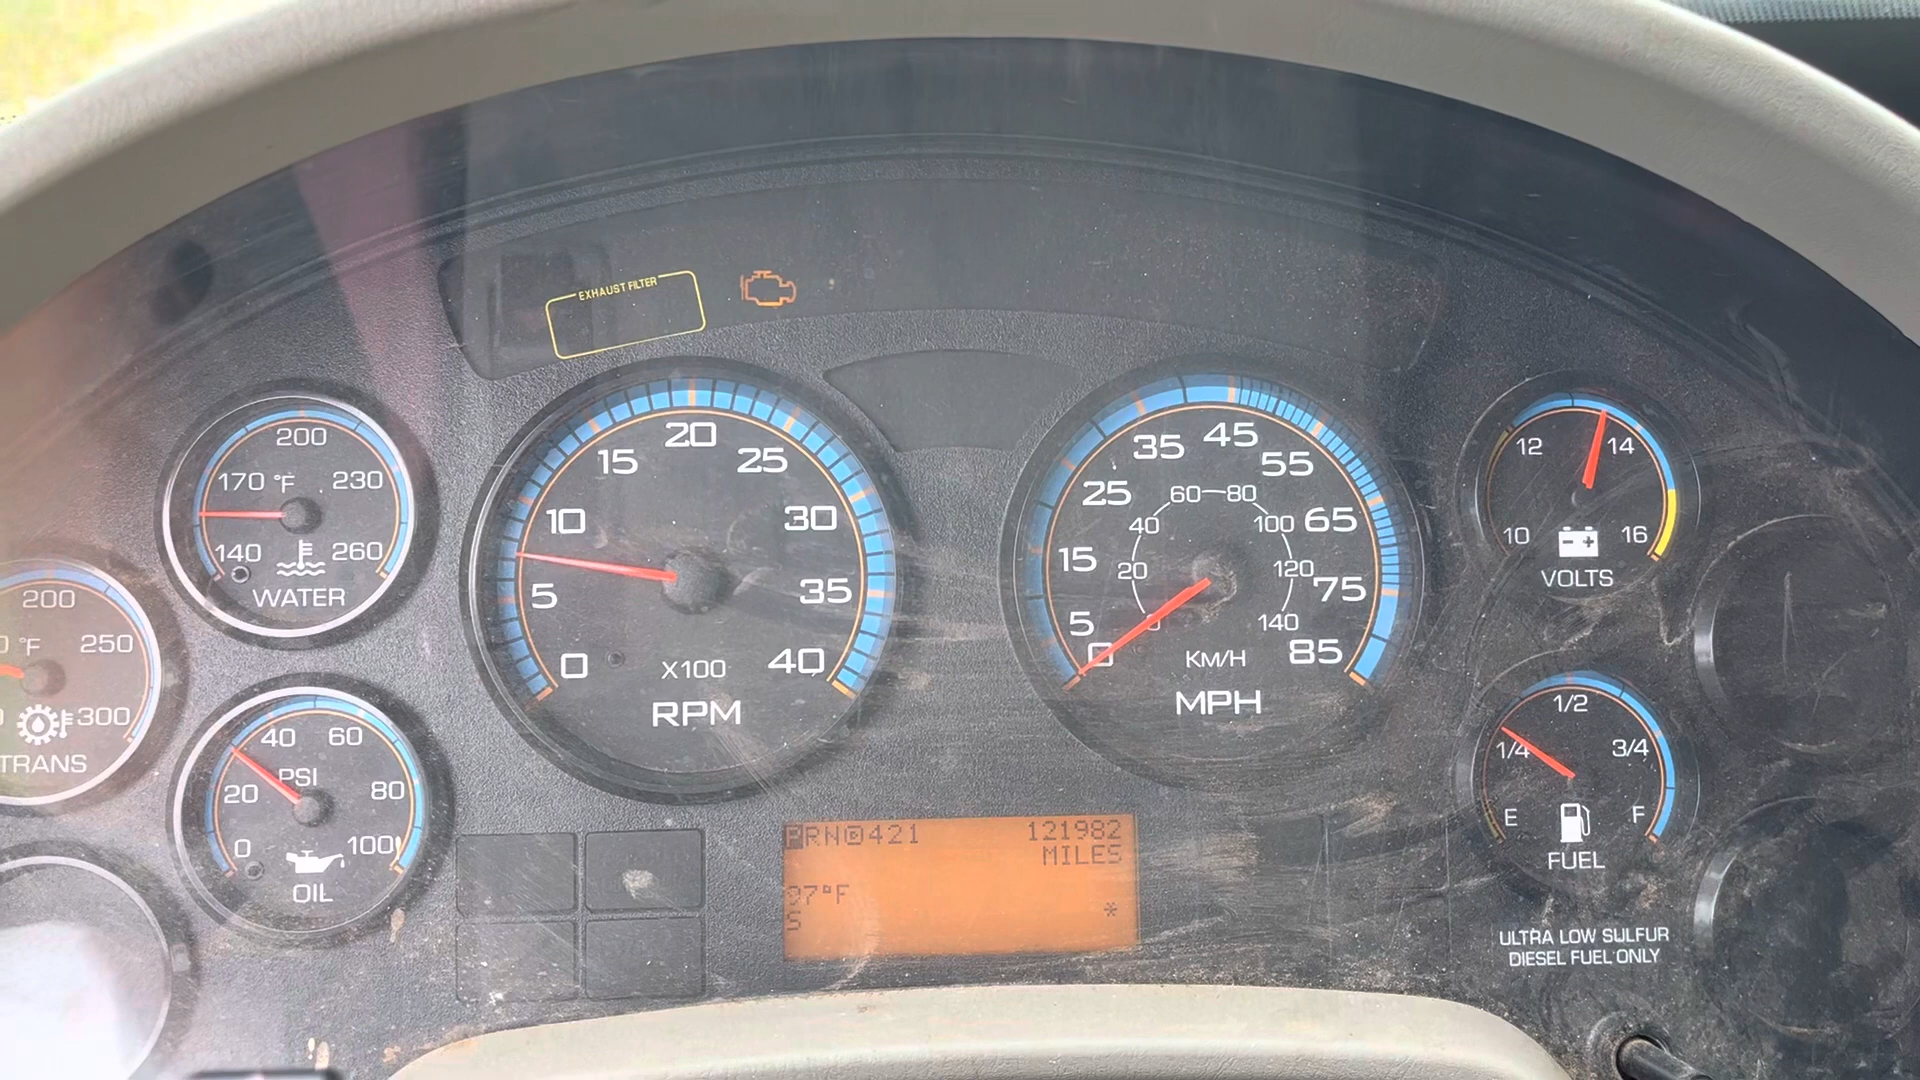 EXHAUST FILTER
200
170 °F 230
140 260
WATER
200
°F 250
300
TRANS
40 60
PSI
20 80
0 100
OIL
20
15 25
10 30
5 35
0 X100 40
RPM
35 45
25 55
60 80
40 100 65
15 20 120 75
5 140
0 0 KM/H 85
MPH
12 14
10 16
VOLTS
1/2
1/4 3/4
E F
FUEL
PRND421 121982
MILES
97°F
S *
ULTRA LOW SULFUR
DIESEL FUEL ONLY